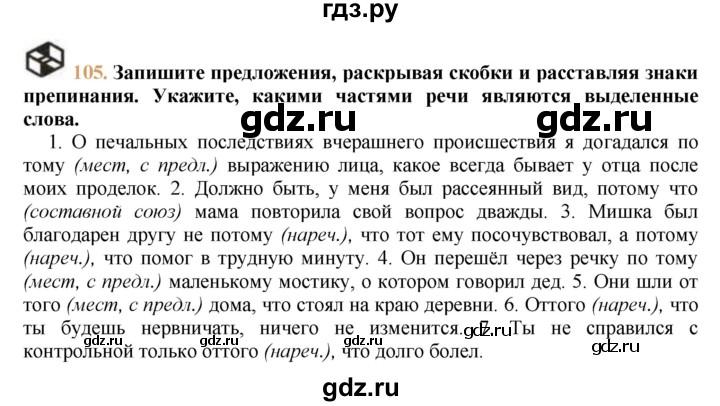 гдз.ру
105. Запишите предложения, раскрывая скобки и расставляя знаки
препинания. Укажите, какими частями речи являются выделенные
слова.
gdz.ru gdz.ru
1. О печальных последствиях вчерашнего происшествия я догадался по
тому (мест, с предл.) выражению лица, какое всегда бывает у отца после
моих проделок. 2. Должно быть, у меня был рассеянный вид, потому что
(составной союз) мама повторила свой вопрос дважды. 3. Мишка был
gdz.ru
благодарен другу не потому (нареч.), что тот ему посочувствовал, а потому
(нареч.), что помог в трудную минуту. 4. Он перешёл через речку по тому
gdz.ru gdz.ru
(мест, с предл.) маленькому мостику, о котором говорил дед. 5. Они шли от
того (мест, с предл.) дома, что стоял на краю деревни. 6. Оттого (нареч.), что
ты будешь нервничать, ничего не изменится. 7. Ты не справился с
gdz.ru gdz.ru
контрольной только оттого (нареч.), что долго болел.
gdz.ru